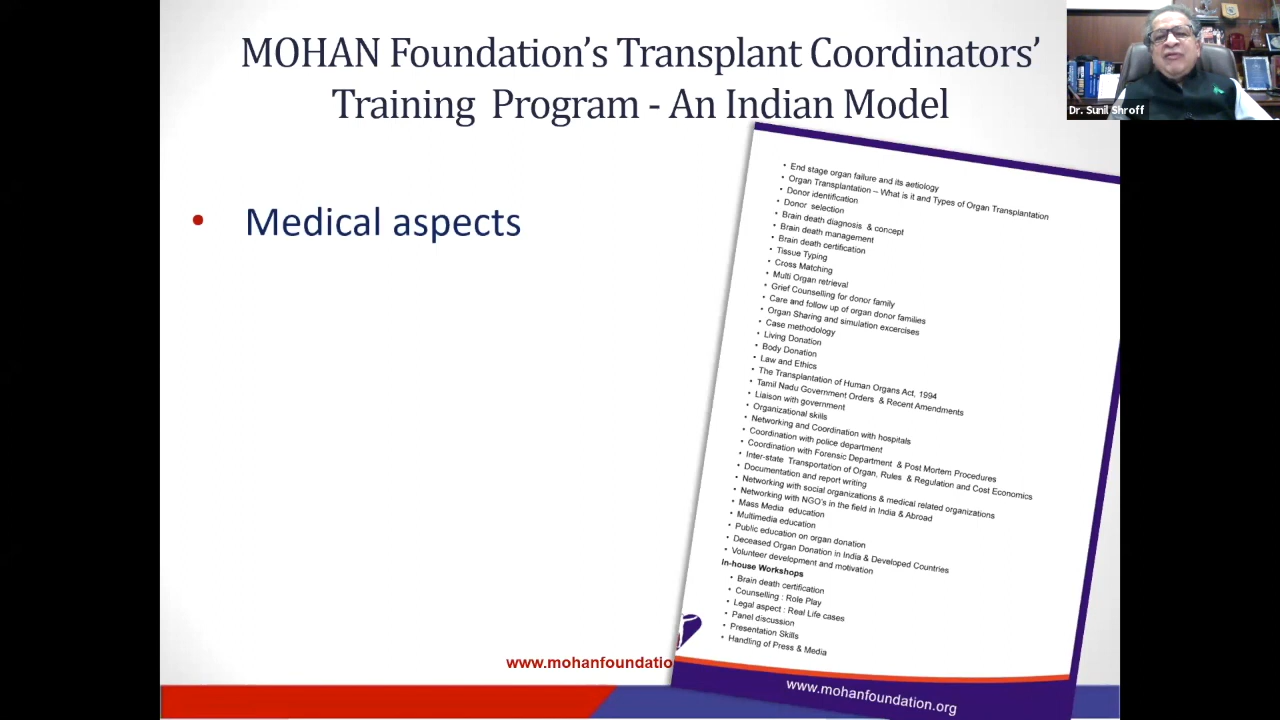 MOHAN Foundation's Transplant Coordinators'
Training Program - An Indian Model
Dr. Sunil Shroff
• Medical aspects
• End stage organ failure and its aetiology
• Organ Transplantation – What is it and Types of Organ Transplantation
• Donor identification
• Donor selection
• Brain death diagnosis & concept
• Brain death management
• Brain death certification
• Tissue Typing
• Cross Matching
• Multi Organ retrieval
• Grief Counselling for donor family
• Care and follow up of organ donor families
• Organ Sharing and simulation excercises
• Case methodology
• Living Donation
• Body Donation
• Law and Ethics
• The Transplantation of Human Organs Act, 1994
• Tamil Nadu Government Orders & Recent Amendments
• Liaison with government
• Organizational skills
• Networking and Coordination with hospitals
• Coordination with police department
• Coordination with Forensic Department & Post Mortem Procedures
• Inter-state Transportation of Organ, Rules & Regulation and Cost Economics
• Documentation and report writing
• Networking with social organizations & medical related organizations
• Networking with NGO's in the field in India & Abroad
• Mass Media education
• Multimedia education
• Public education on organ donation
• Deceased Organ Donation in India & Developed Countries
• Volunteer development and motivation
In-house Workshops
• Brain death certification
• Counselling : Role Play
• Legal aspect : Real Life cases
• Panel discussion
• Presentation Skills
• Handling of Press & Media
www.mohanfoundatio
www.mohanfoundation.org